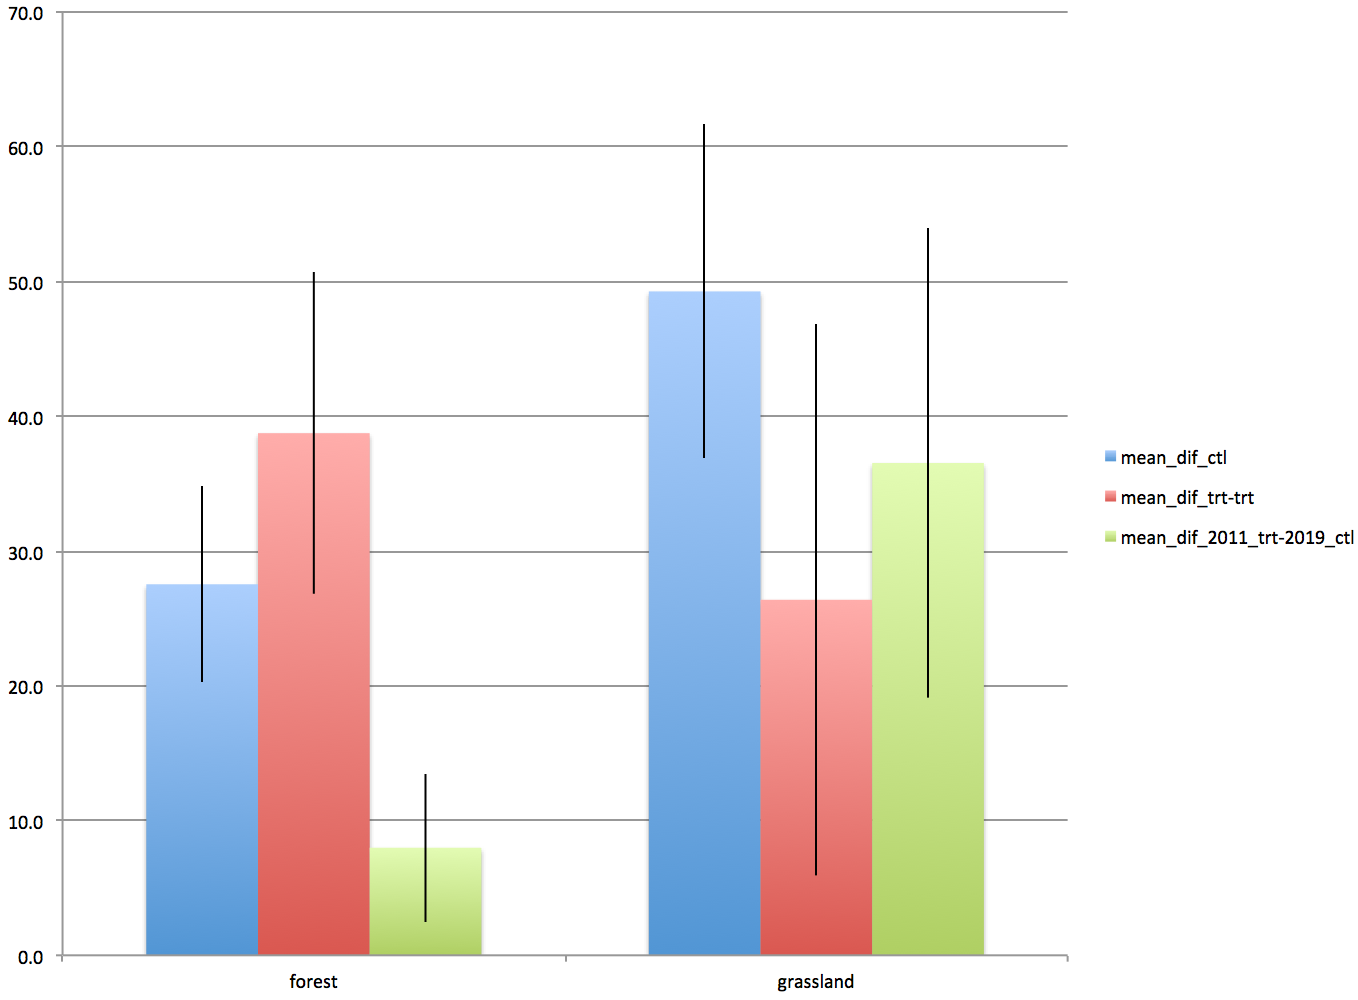 70.0
60.0
50.0
40.0
30.0
20.0
10.0
0.0
forest
grassland
mean_dif_ctl
mean_dif_trt-trt
mean_dif_2011_trt-2019_ctl